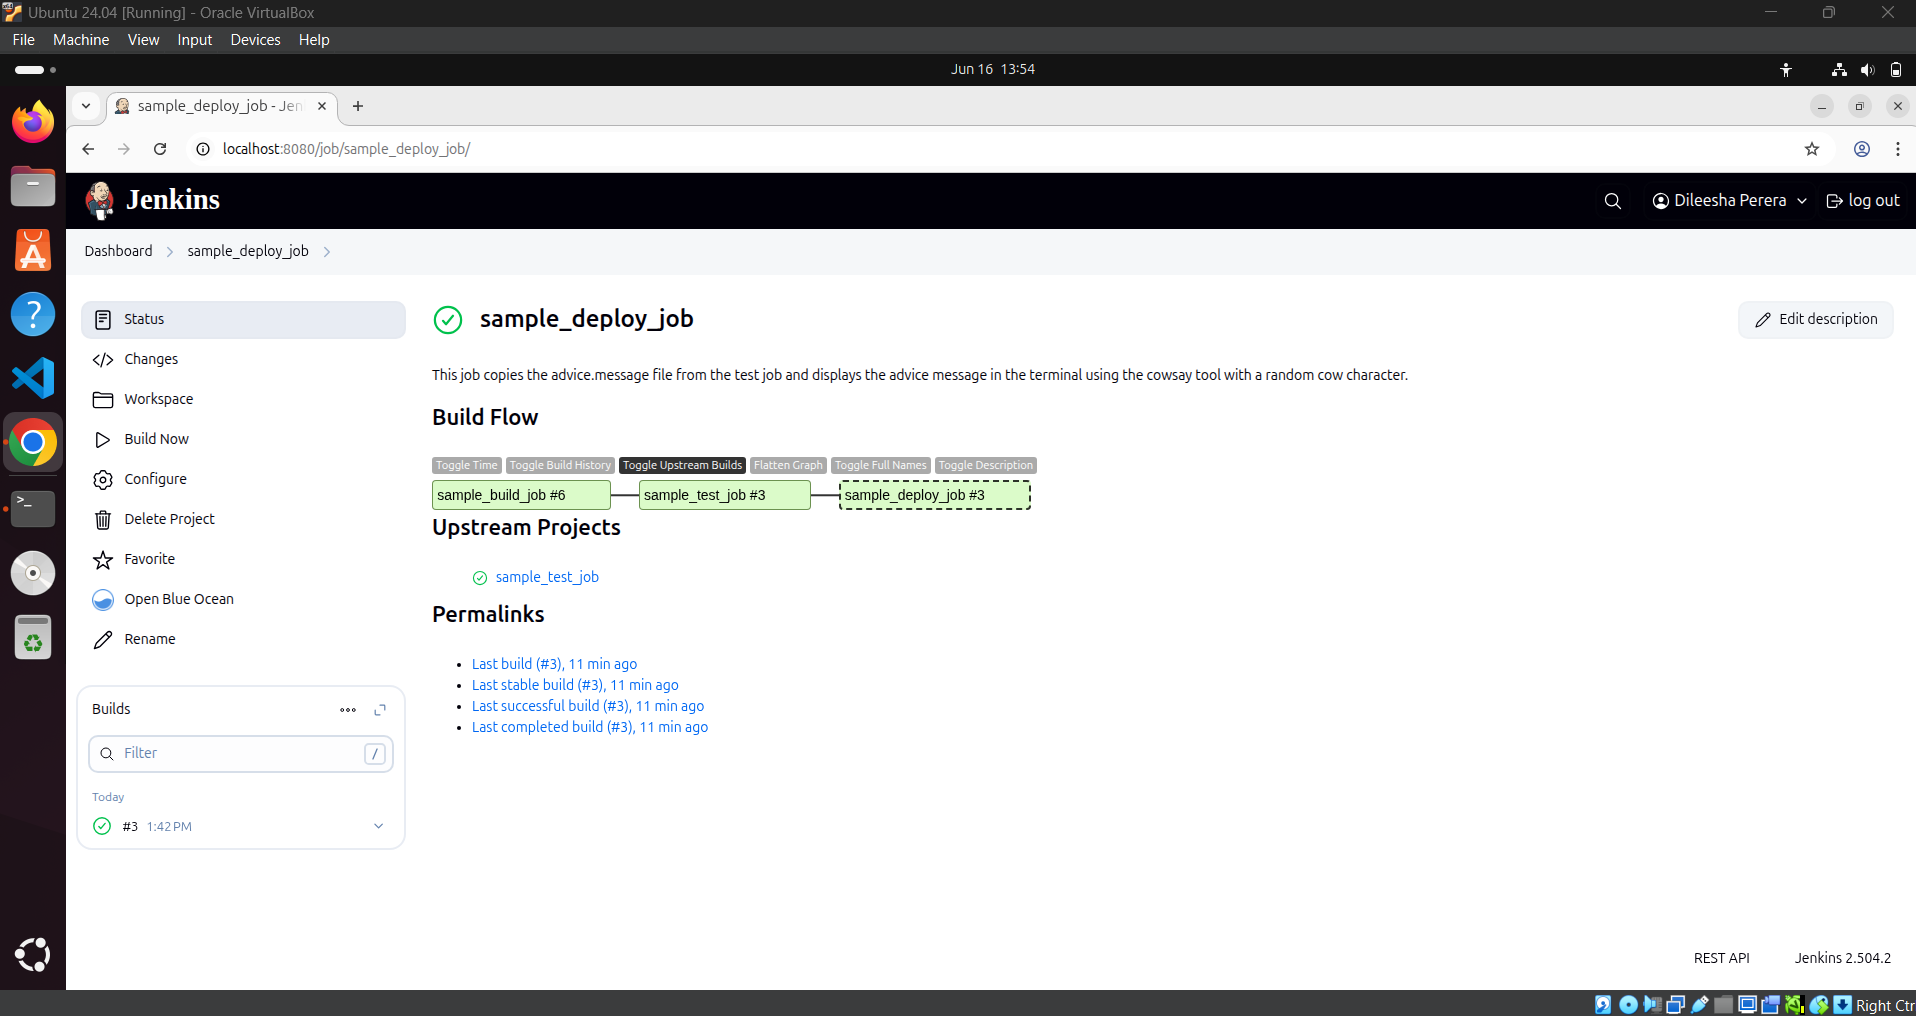 Ubuntu 24.04 [Running] - Oracle VirtualBox
File Machine View Input Devices Help
Jun 16 13:54
sample_deploy_job - Jen
localhost:8080/job/sample_deploy_job/
Jenkins
Dileesha Perera
log out
Dashboard
sample_deploy_job
Status
Changes
Workspace
Build Now
Configure
Delete Project
Favorite
Open Blue Ocean
Rename
Builds
Filter
/
Today
#3 1:42 PM
sample_deploy_job
Edit description
This job copies the advice.message file from the test job and displays the advice message in the terminal using the cowsay tool with a random cow character.
Build Flow
Toggle Time Toggle Build History Toggle Upstream Builds Flatten Graph Toggle Full Names Toggle Description
sample_build_job #6 sample_test_job #3 sample_deploy_job #3
Upstream Projects
sample_test_job
Permalinks
Last build (#3), 11 min ago
Last stable build (#3), 11 min ago
Last successful build (#3), 11 min ago
Last completed build (#3), 11 min ago
REST API
Jenkins 2.504.2
Right Ctr